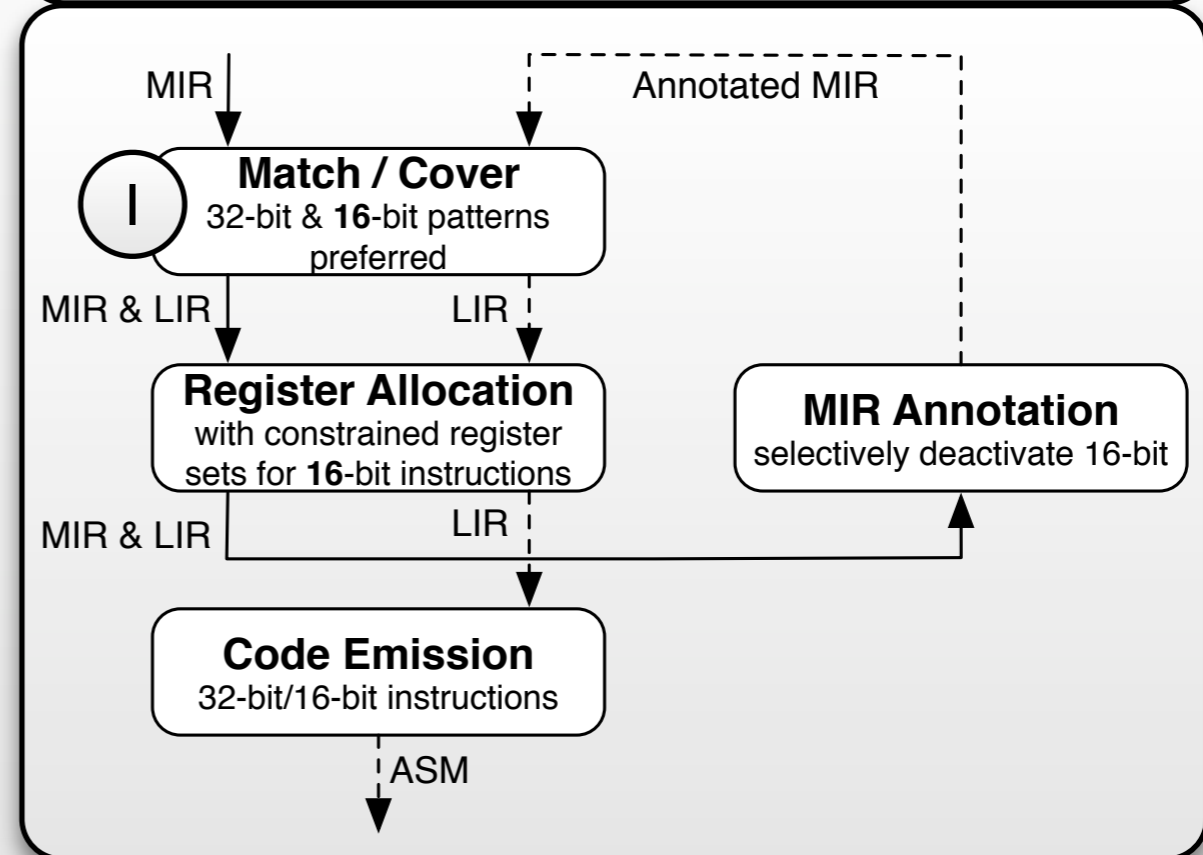 MIR
Annotated MIR
I
Match / Cover
32-bit & 16-bit patterns
preferred
MIR & LIR
LIR
Register Allocation
with constrained register
sets for 16-bit instructions
MIR Annotation
selectively deactivate 16-bit
MIR & LIR
LIR
Code Emission
32-bit/16-bit instructions
ASM